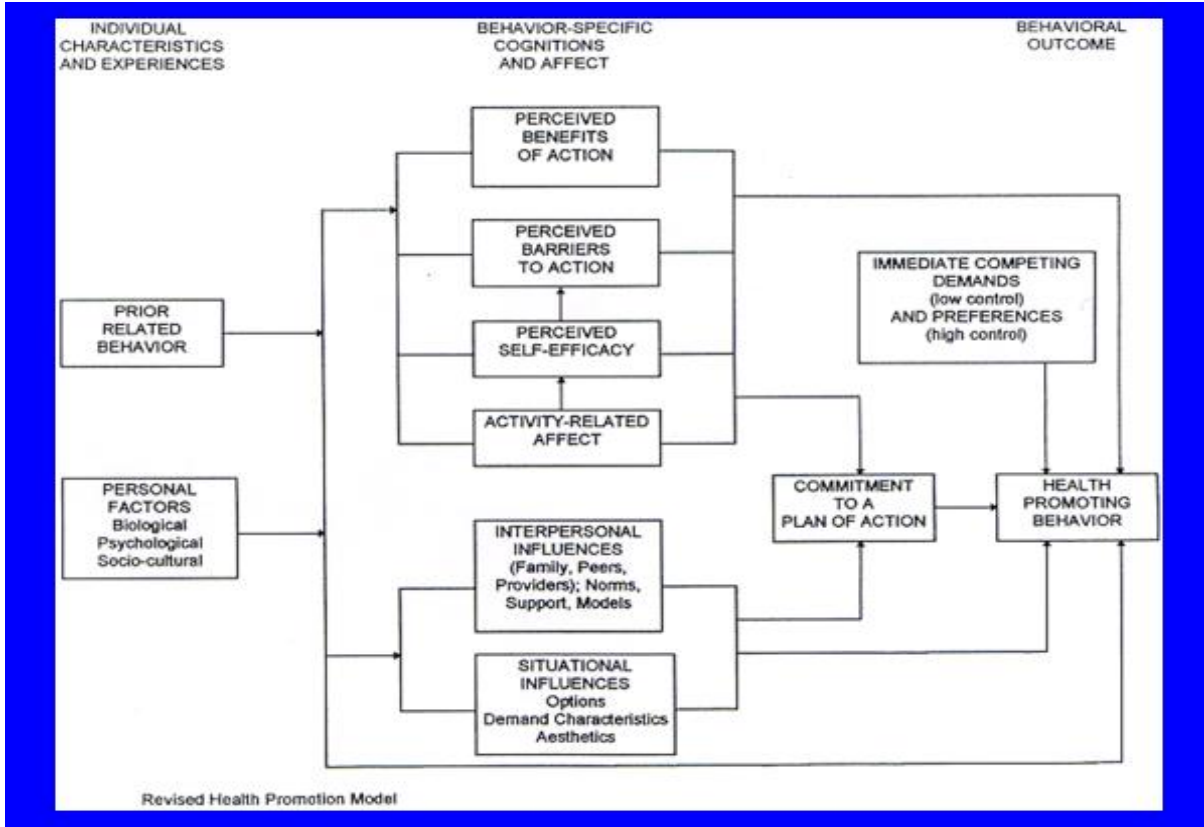 INDIVIDUAL
CHARACTERISTICS
AND EXPERIENCES
BEHAVIOR-SPECIFIC
COGNITIONS
AND AFFECT
BEHAVIORAL
OUTCOME
PERCEIVED
BENEFITS
OF ACTION
PERCEIVED
BARRIERS
TO ACTION
PERCEIVED
SELF-EFFICACY
ACTIVITY-RELATED
AFFECT
IMMEDIATE COMPETING
DEMANDS
(low control)
AND PREFERENCES
(high control)
PRIOR
RELATED
BEHAVIOR
PERSONAL
FACTORS
Biological
Psychological
Socio-cultural
INTERPERSONAL
INFLUENCES
(Family, Peers,
Providers); Norms,
Support, Models
SITUATIONAL
INFLUENCES
Options
Demand Characteristics
Aesthetics
COMMITMENT
TO A
PLAN OF ACTION
HEALTH
PROMOTING
BEHAVIOR
Revised Health Promotion Model